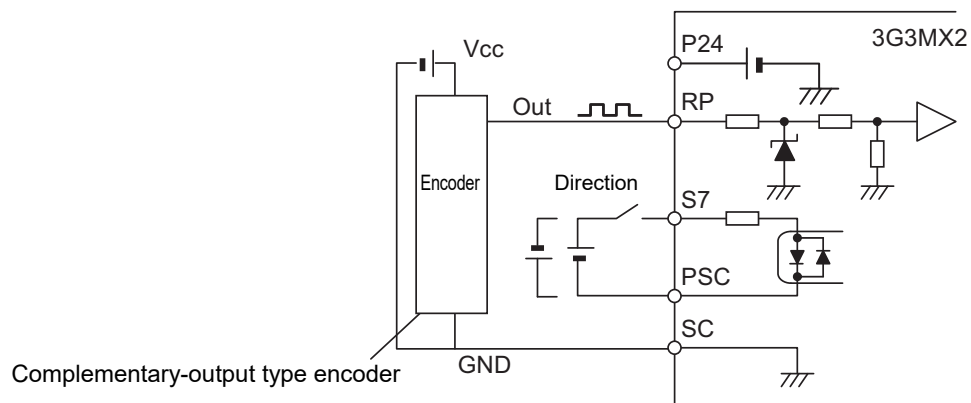 3G3MX2
P24
Vcc
RP
Out
Encoder
Direction
S7
PSC
SC
GND
Complementary-output type encoder